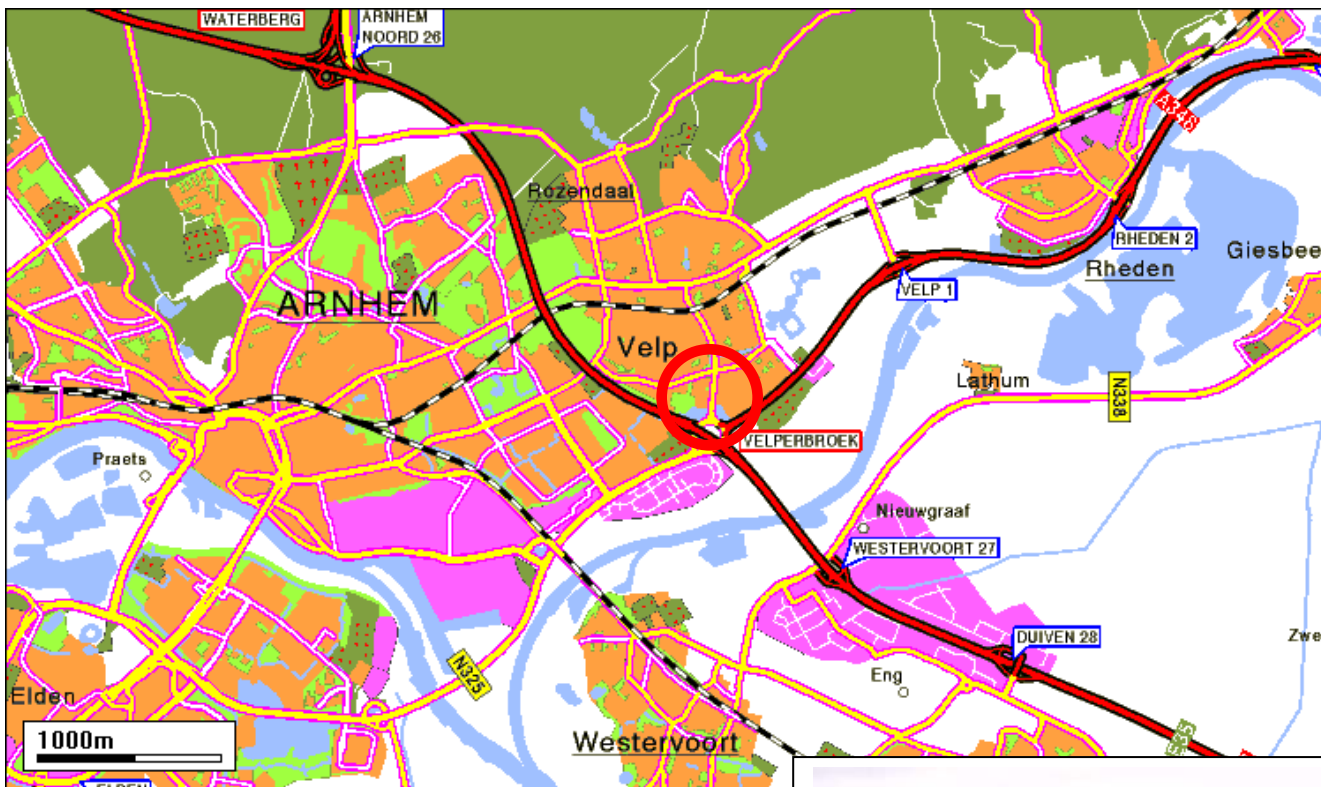 WATERBERG
ARNHEM
NOORD 26
A348
Rozendaal
RHEDEN 2
Giesbee
Rheden
ARNHEM
VELP 1
Velp
Lathum
N338
VELPERBROEK
Praets
Nieuwgraaf
WESTERVOORT 27
DUIVEN 28
Zwe
Eng
N325
Elden
1000m
Westervoort